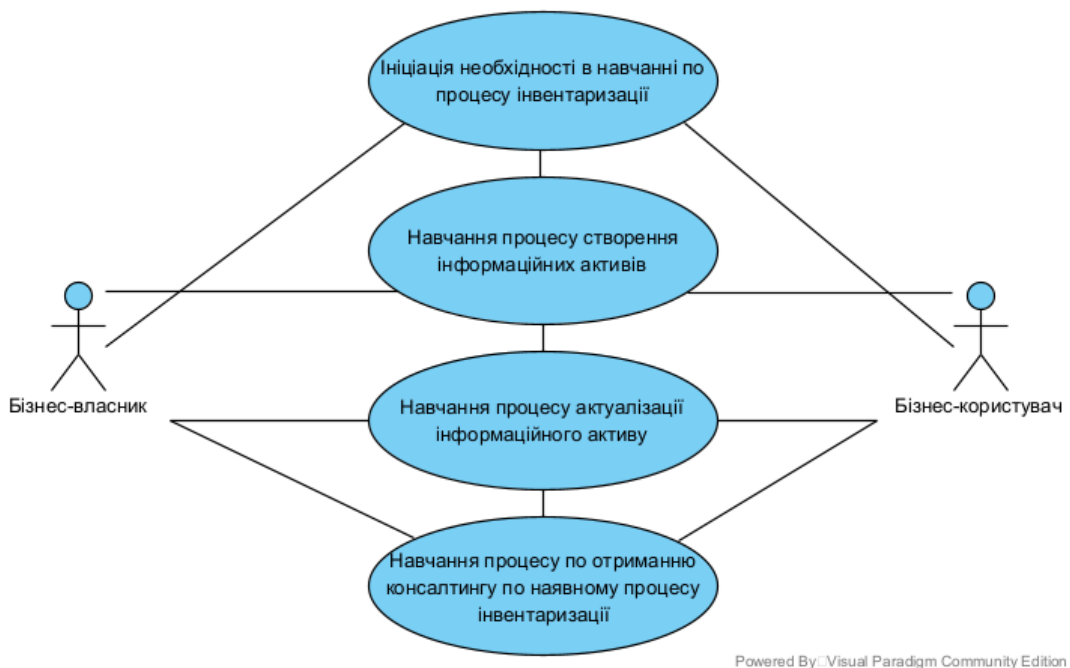 Ініціація необхідності в навчанні по
процесу інвентаризації
Навчання процесу створення
інформаційних активів
Бізнес-власник
Бізнес-користувач
Навчання процесу актуалізації
інформаційного активу
Навчання процесу по отриманню
консалтингу по наявному процесу
інвентаризації
Powered By Visual Paradigm Community Edition